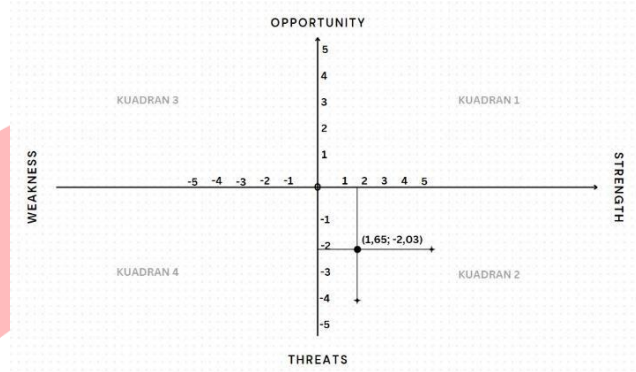 OPPORTUNITY
5
4
KUADRAN 3
3
KUADRAN 1
2
1
WEAKNESS
-5 -4 -3 -2 -1 1 2 3 4 5
STRENGTH
-1
(1,65; -2,03)
-2
KUADRAN 4
-3
KUADRAN 2
-4
-5
THREATS